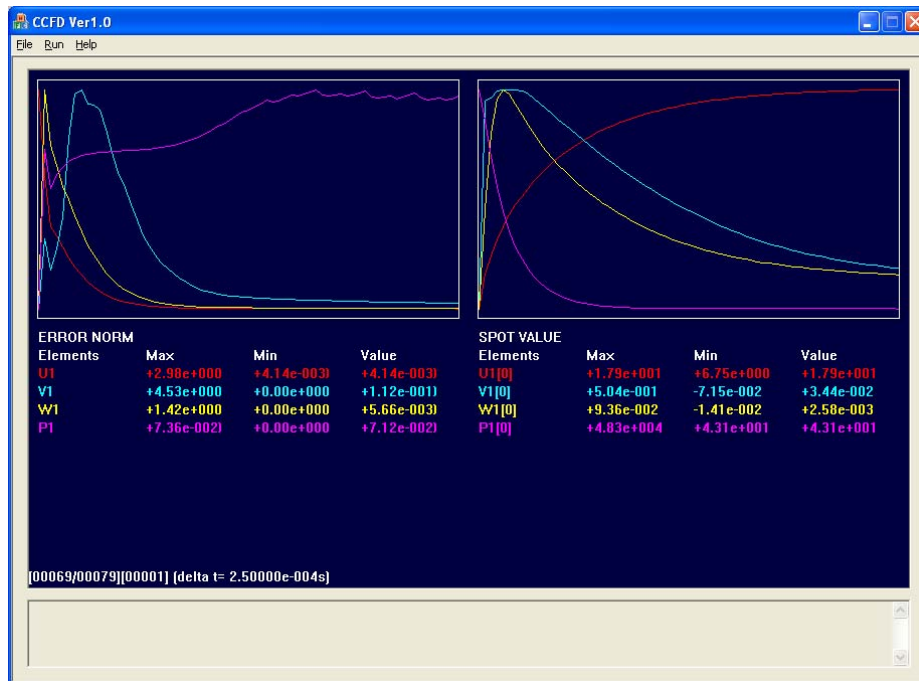 CCFD Ver1.0
File Run Help
ERROR NORM
Elements Max Min Value
U1 +2.98e+000 +4.14e-003) +4.14e-003)
V1 +4.53e+000 +0.00e+000 +1.12e-001)
W1 +1.42e+000 +0.00e+000 +5.66e-003)
P1 +7.36e-002) +0.00e+000 +7.12e-002)
SPOT VALUE
Elements Max Min Value
U1[0] +1.79e+001 +6.75e+000 +1.79e+001
V1[0] +5.04e-001 -7.15e-002 +3.44e-002
W1[0] +9.36e-002 -1.41e-002 +2.58e-003
P1[0] +4.83e+004 +4.31e+001 +4.31e+001
[00069/00079][00001] (delta t= 2.50000e-004s)